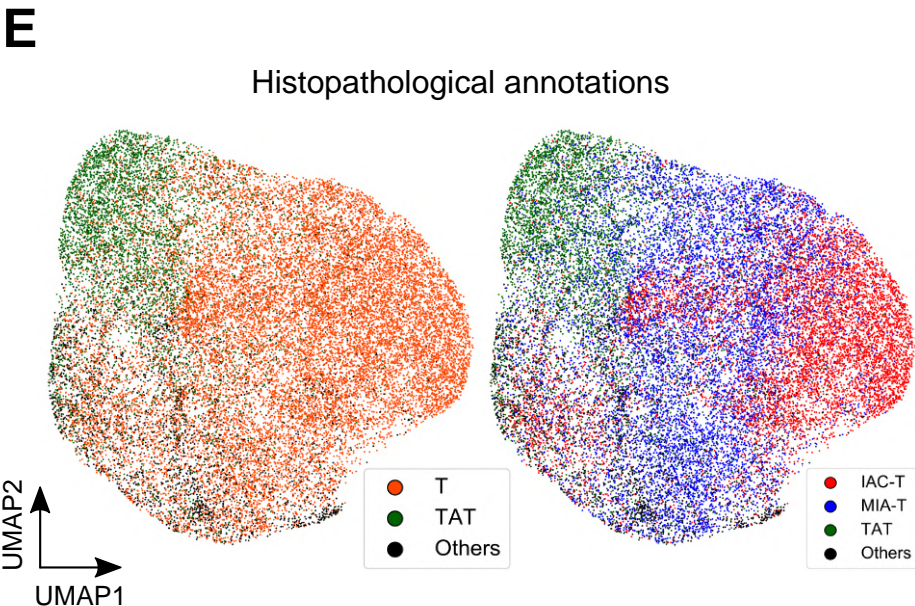 E
Histopathological annotations
T
TAT
Others
IAC-T
MIA-T
TAT
Others
UMAP2
UMAP1